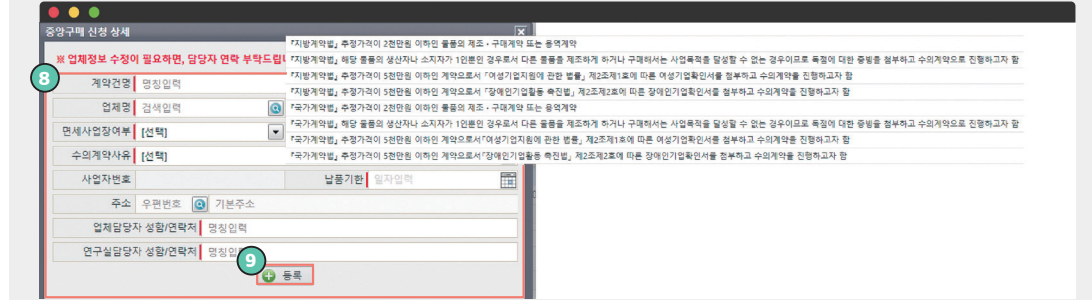 중앙구매 신청 상세
※ 업체정보 수정이 필요하면, 담당자 연락 부탁드립니
8
계약건명 명칭입력
업체명 검색입력
면세사업장여부 [선택]
수의계약사유 [선택]
『지방계약법』 추정가격이 2천만원 이하인 물품의 제조・구매계약 또는 용역계약
『지방계약법』 해당 물품의 생산자나 소지자가 1인뿐인 경우로서 다른 물품을 제조하게 하거나 구매해서는 사업목적을 달성할 수 없는 경우이므로 독점에 대한 증빙을 첨부하고 수의계약으로 진행하고자 함
『지방계약법』 추정가격이 5천만원 이하인 계약으로서「여성기업지원에 관한 법률」 제2조제1호에 따른 여성기업확인서를 첨부하고 수의계약을 진행하고자 함
『지방계약법』 추정가격이 5천만원 이하인 계약으로서「장애인기업활동 촉진법」 제2조제2호에 따른 장애인기업확인서를 첨부하고 수의계약을 진행하고자 함
『국가계약법』 추정가격이 2천만원 이하인 물품의 제조・구매계약 또는 용역계약
『국가계약법』 해당 물품의 생산자나 소지자가 1인뿐인 경우로서 다른 물품을 제조하게 하거나 구매해서는 사업목적을 달성할 수 없는 경우이므로 독점에 대한 증빙을 첨부하고 수의계약으로 진행하고자 함
『국가계약법』 추정가격이 5천만원 이하인 계약으로서「여성기업지원에 관한 법률」 제2조제1호에 따른 여성기업확인서를 첨부하고 수의계약을 진행하고자 함
『국가계약법』 추정가격이 5천만원 이하인 계약으로서「장애인기업활동 촉진법」 제2조제2호에 따른 장애인기업확인서를 첨부하고 수의계약을 진행하고자 함
사업자번호 납품기한 일자입력
주소 우편번호 기본주소
업체담당자 성함/연락처 명칭입력
연구실담당자 성함/연락처 명칭입력
9
등록